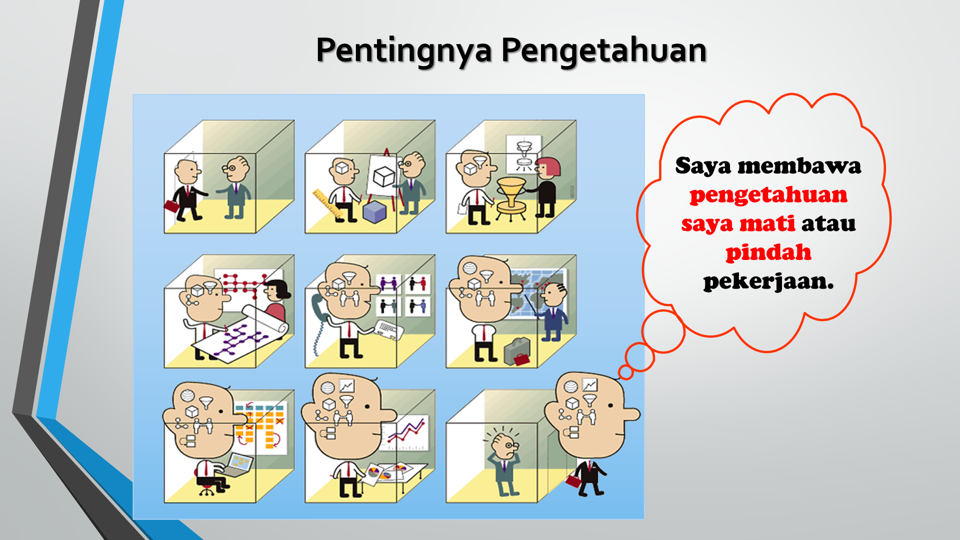 Pentingnya Pengetahuan
Saya membawa
pengetahuan
saya mati atau
pindah
pekerjaan.